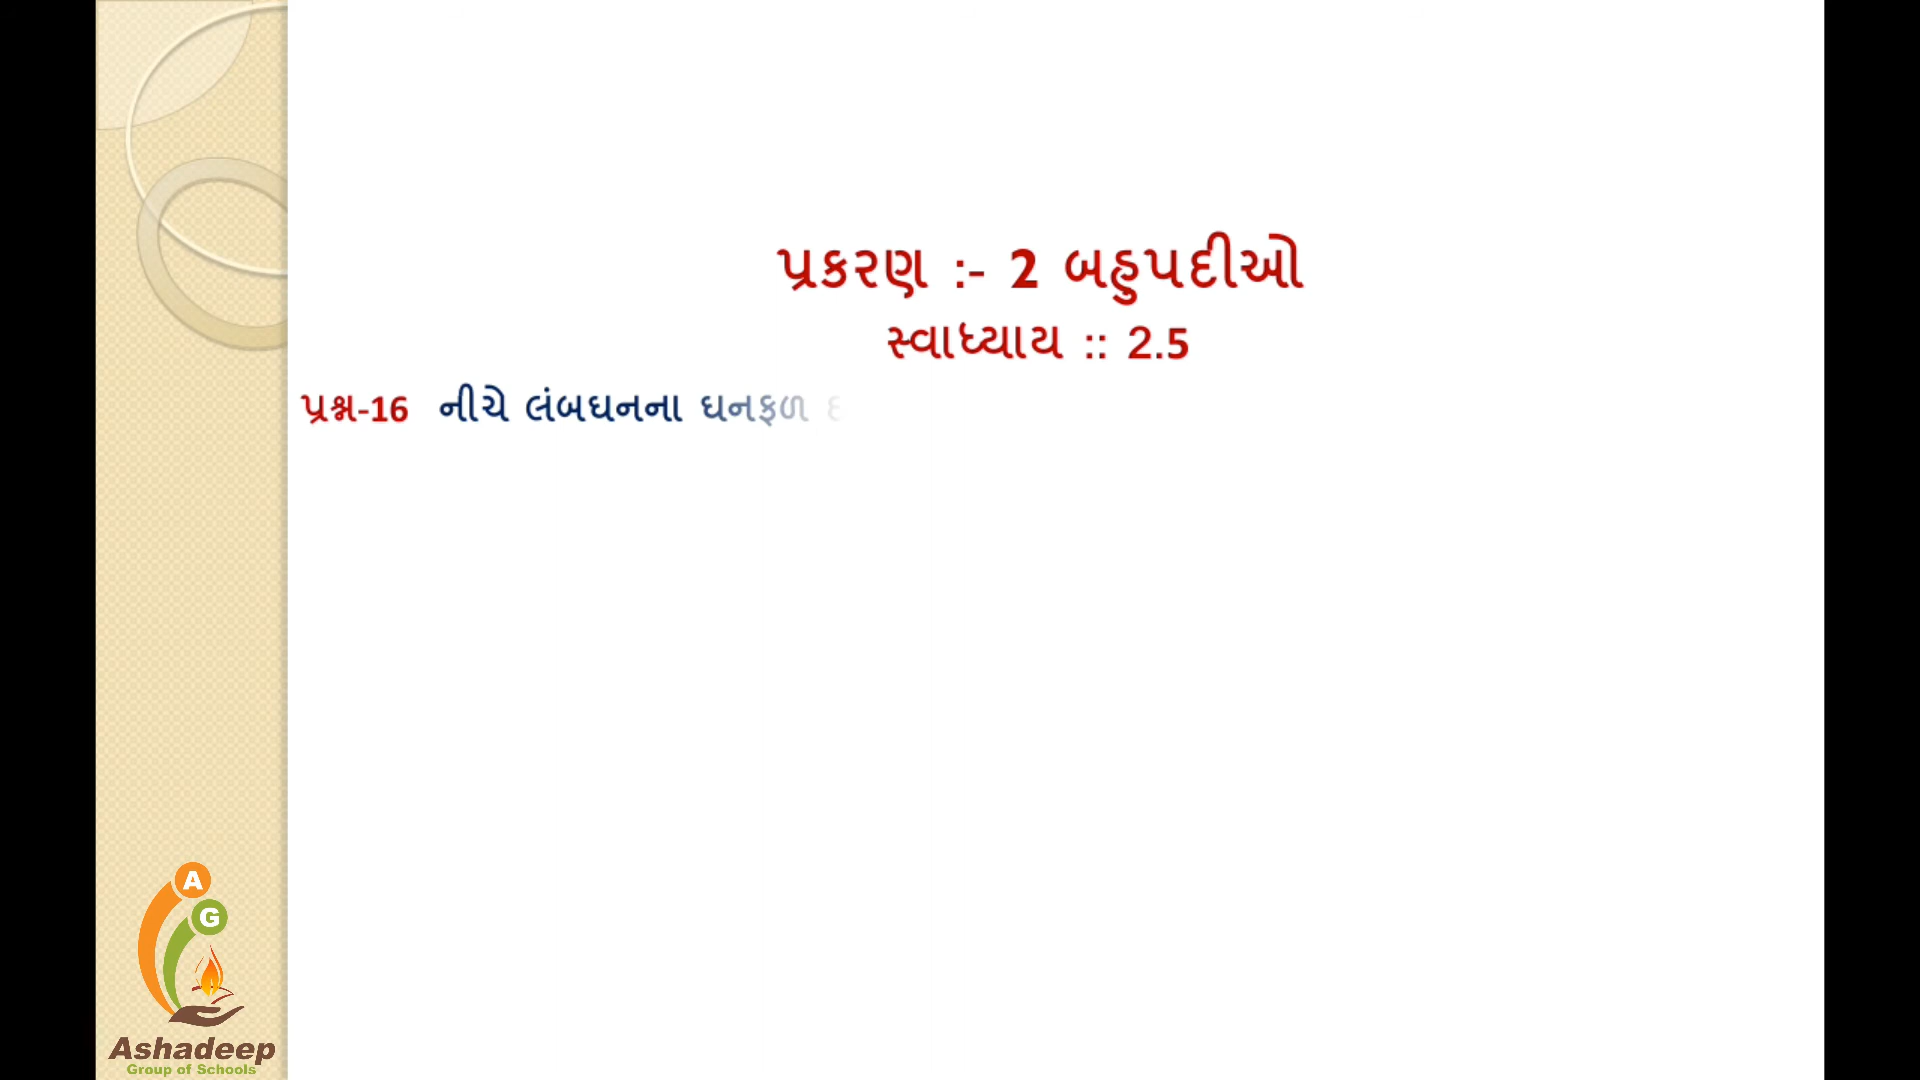 પ્રકરણ :- 2 બહુપદીઓ
સ્વાધ્યાય :: 2.5
પ્રશ્ન-16 નીચે લંબઘનના ઘનફળ
A
G
Ashadeep
Group of Schools